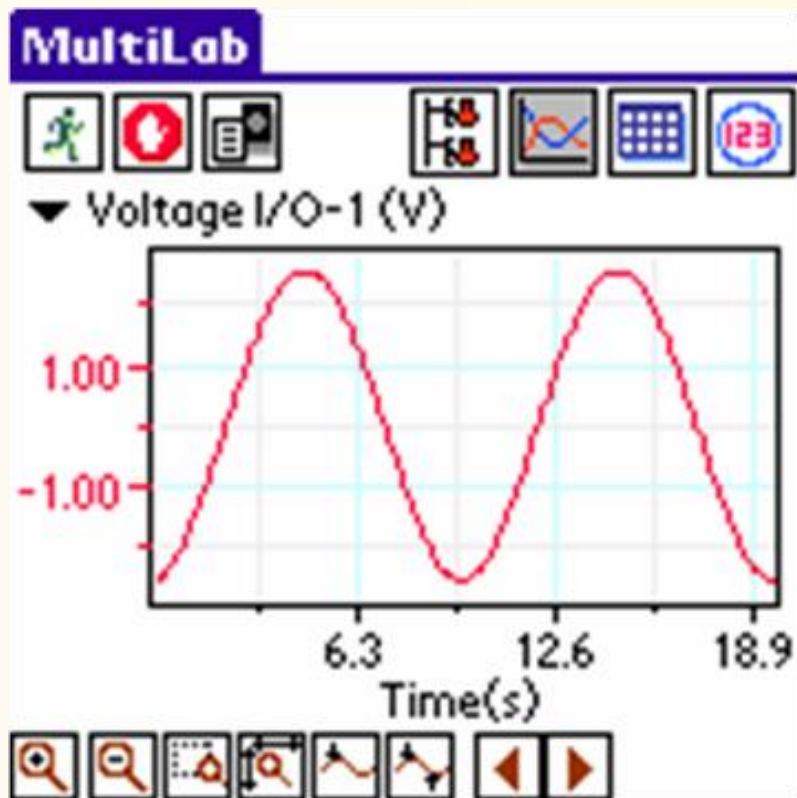 MultiLab
123
Voltage I/O-1 (V)
1.00
-1.00
6.3 12.6 18.9
Time(s)